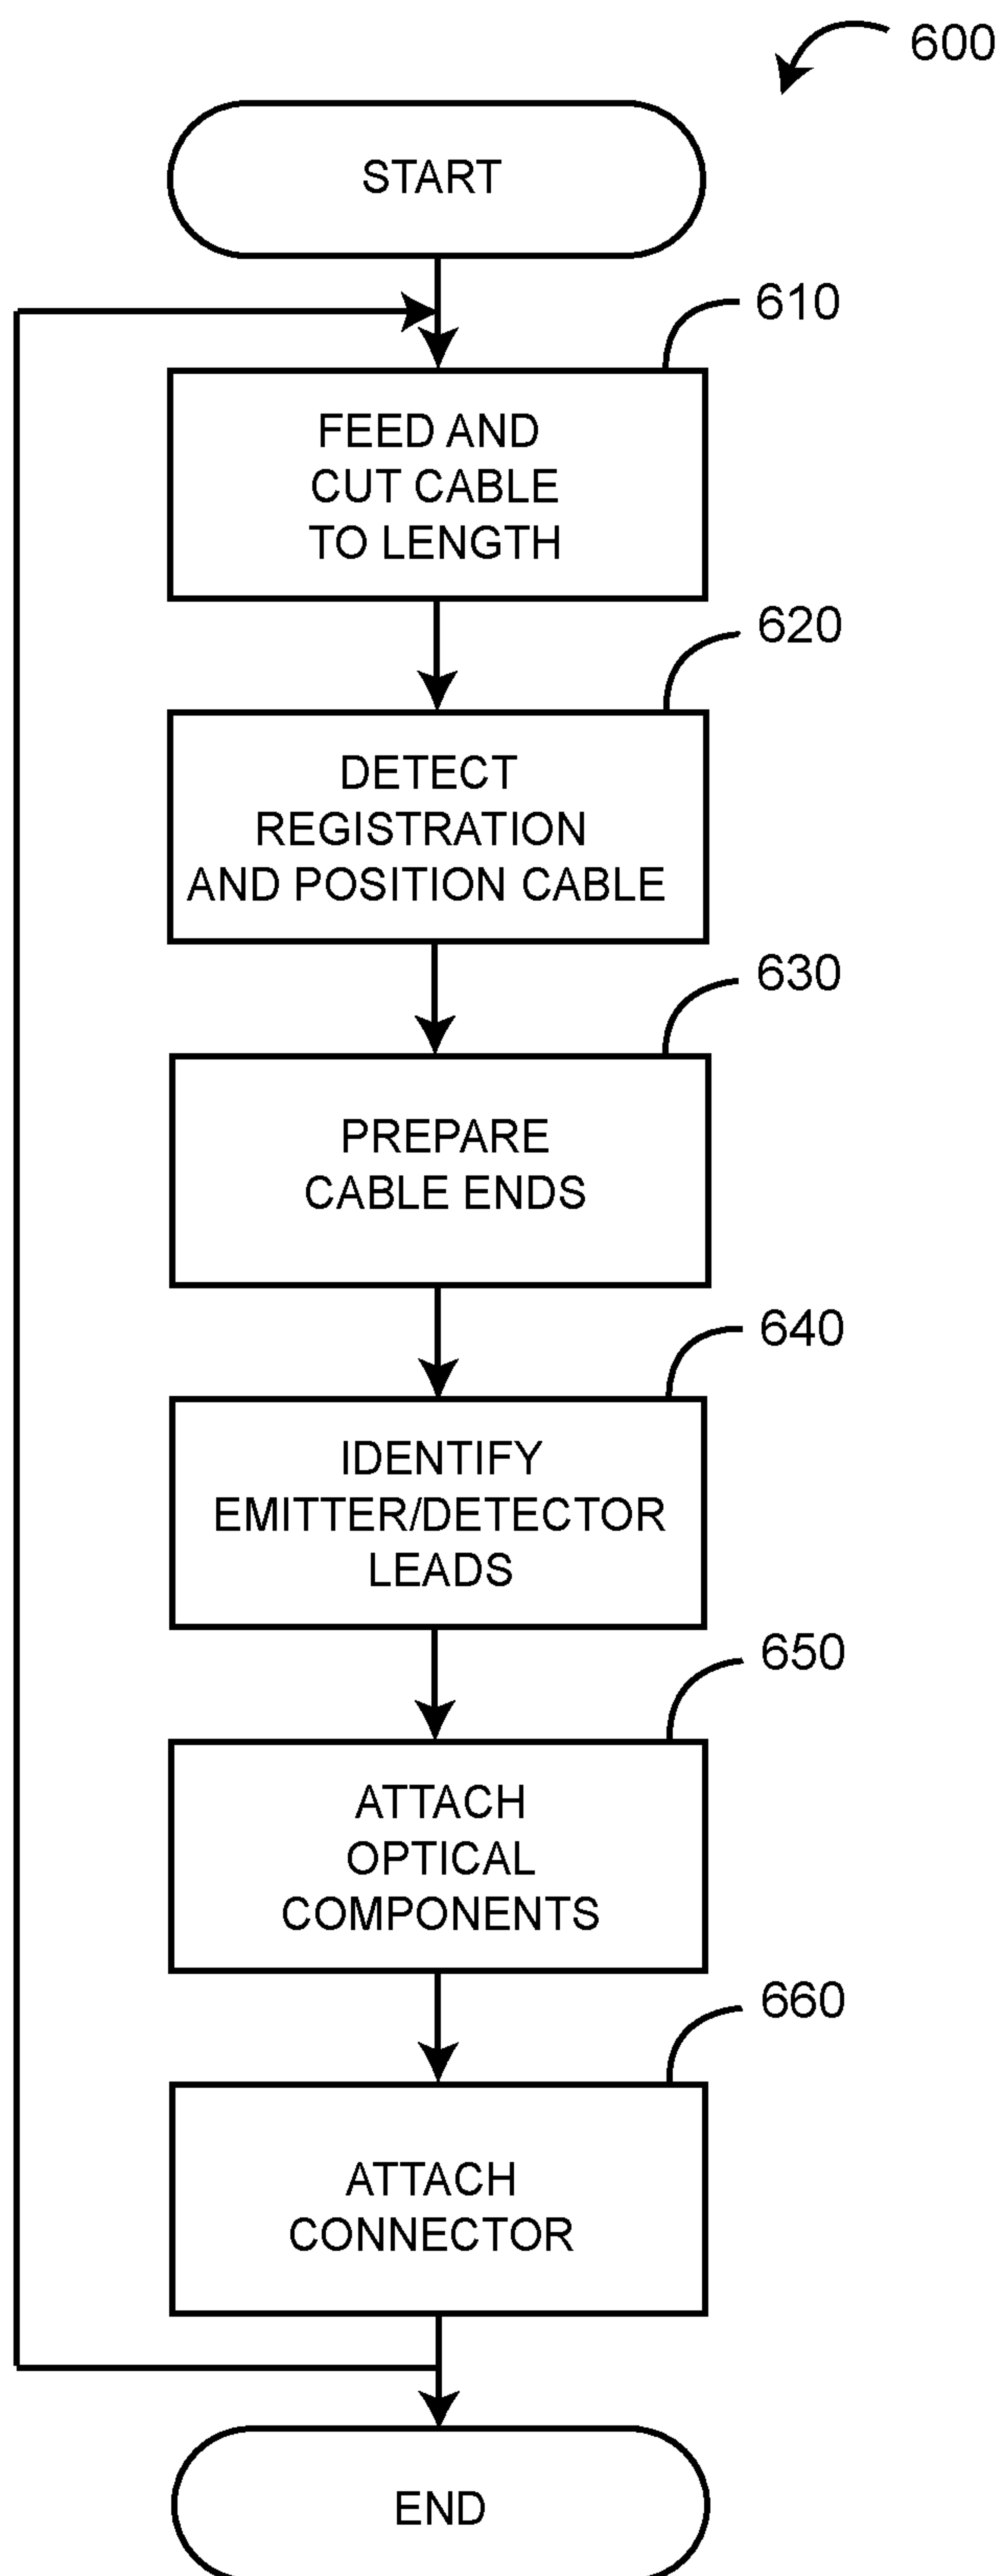 600
START
610
FEED AND
CUT CABLE
TO LENGTH
620
DETECT
REGISTRATION
AND POSITION CABLE
630
PREPARE
CABLE ENDS
640
IDENTIFY
EMITTER/DETECTOR
LEADS
650
ATTACH
OPTICAL
COMPONENTS
660
ATTACH
CONNECTOR
END